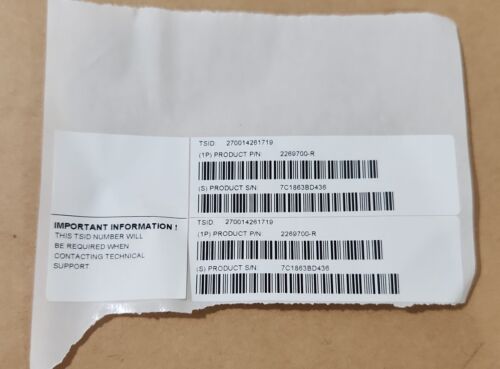 TSID: 270014261719
(1P) PRODUCT P/N: 2269700-R
(S) PRODUCT S/N: 7C1863BD436
IMPORTANT INFORMATION !
THIS TSID NUMBER WILL
BE REQUIRED WHEN
CONTACTING TECHNICAL
SUPPORT
TSID: 270014261719
(1P) PRODUCT P/N: 2269700-R
(S) PRODUCT S/N: 7C1863BD436